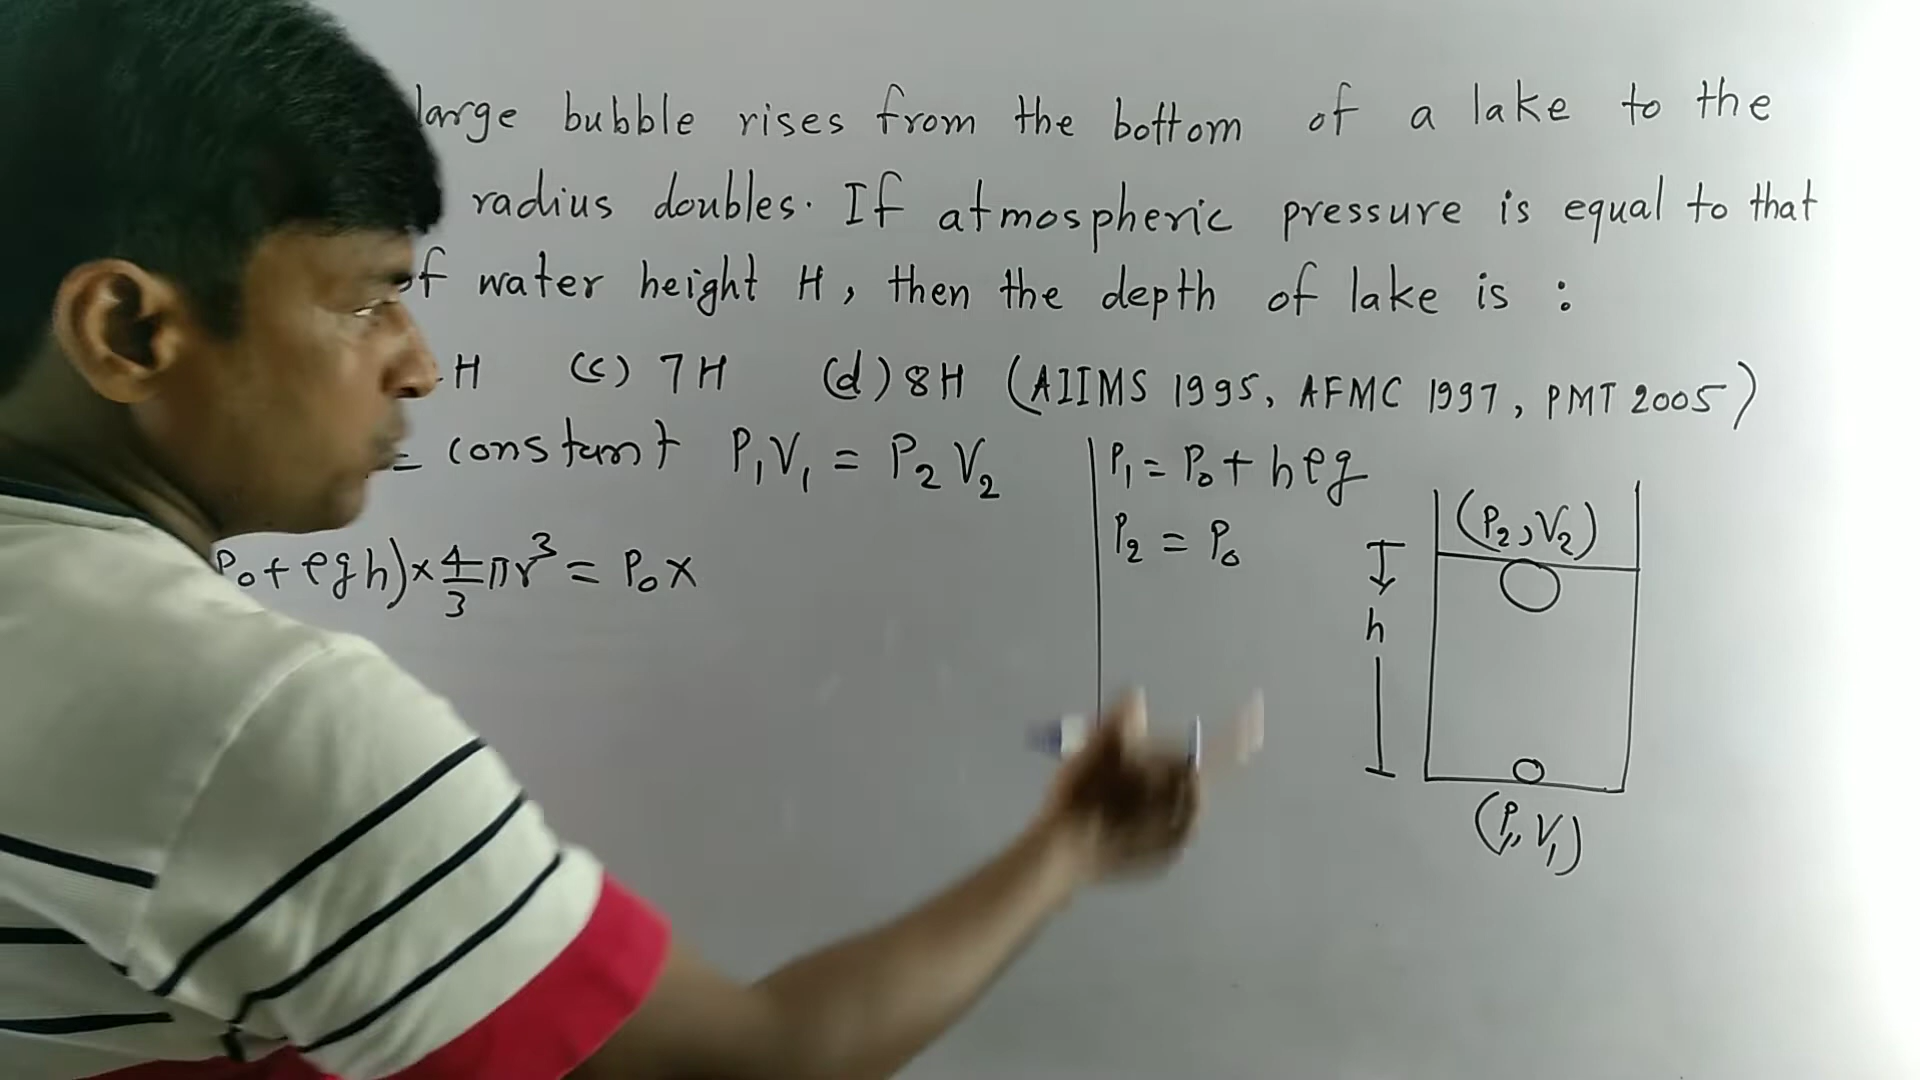 large bubble rises from the bottom of a lake to the
radius doubles. If atmospheric pressure is equal to that
of water height H, then the depth of lake is :
H (c) 7H (d) 8H (AIIMS 1995, AFMC 1997, PMT 2005)
= constant P₁V₁ = P₂V₂
P₀+ρgh)×4/3πr³ = P₀×
P₁ = P₀ + hρg
P₂ = P₀
(P₂,V₂)
h
(P₁,V₁)